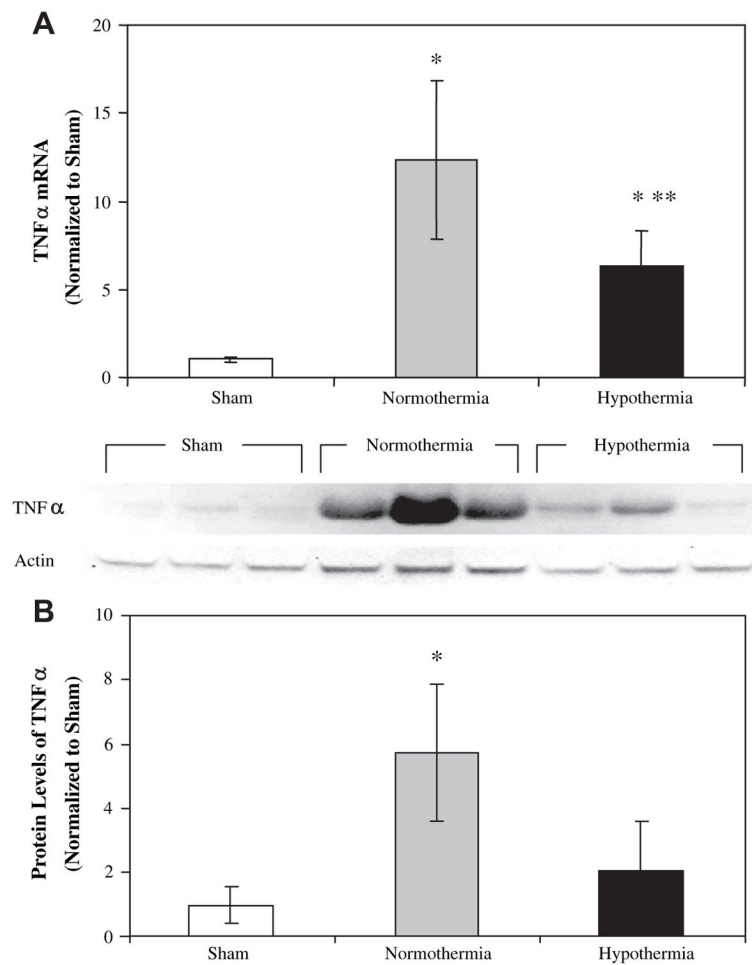 A
TNFα mRNA
(Normalized to Sham)
20
15
10
5
0
*
* **
Sham Normothermia Hypothermia
Sham Normothermia Hypothermia
TNFα
Actin
B
Protein Levels of TNFα
(Normalized to Sham)
10
8
6
4
2
0
*
Sham Normothermia Hypothermia